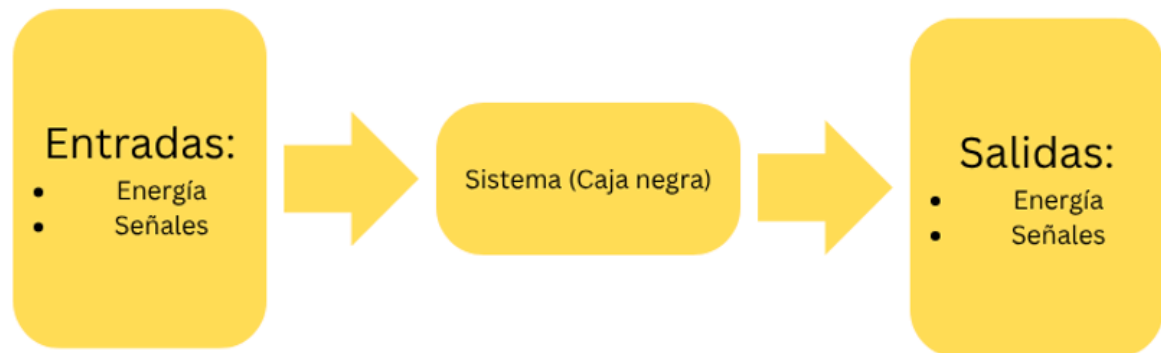 Entradas:
• Energía
• Señales
Sistema (Caja negra)
Salidas:
• Energía
• Señales